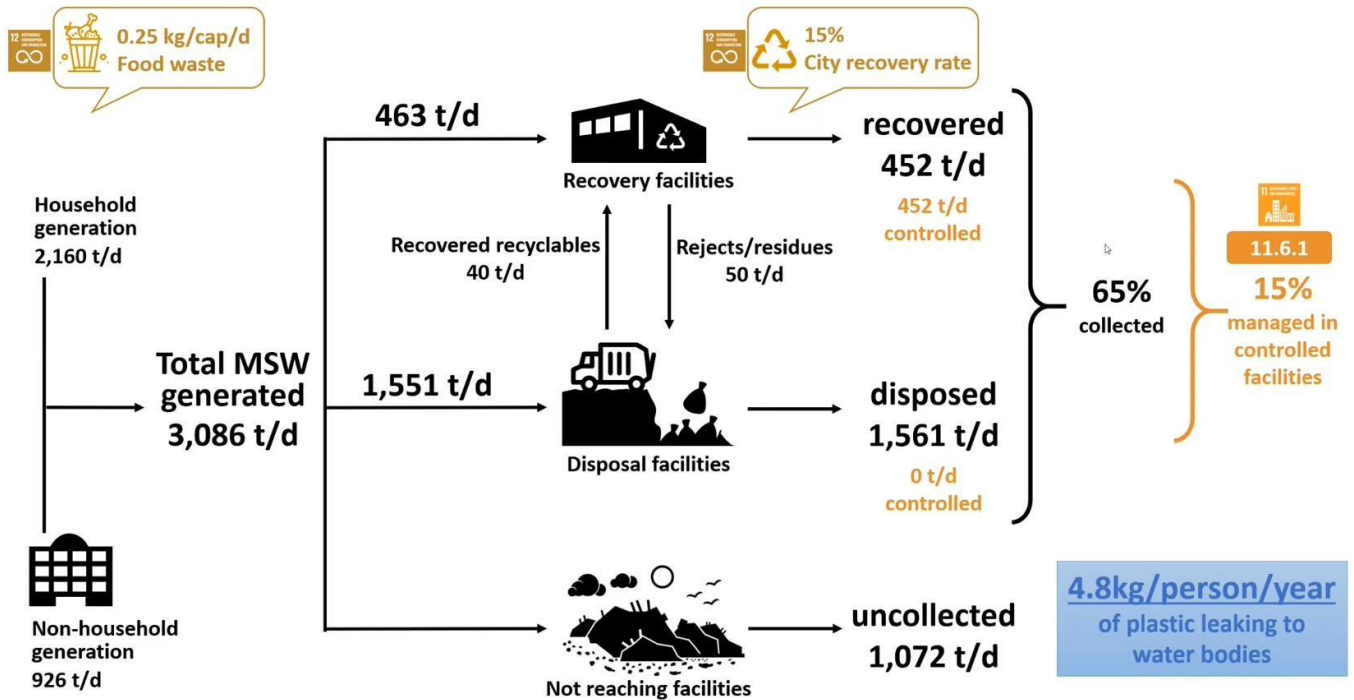 0.25 kg/cap/d
Food waste
15%
City recovery rate
463 t/d
Recovery facilities
recovered
452 t/d
452 t/d
controlled
Household
generation
2,160 t/d
Recovered recyclables
40 t/d
Rejects/residues
50 t/d
65%
collected
11.6.1
15%
managed in
controlled
facilities
Total MSW
generated
3,086 t/d
1,551 t/d
Disposal facilities
disposed
1,561 t/d
0 t/d
controlled
Non-household
generation
926 t/d
Not reaching facilities
uncollected
1,072 t/d
4.8kg/person/year
of plastic leaking to
water bodies